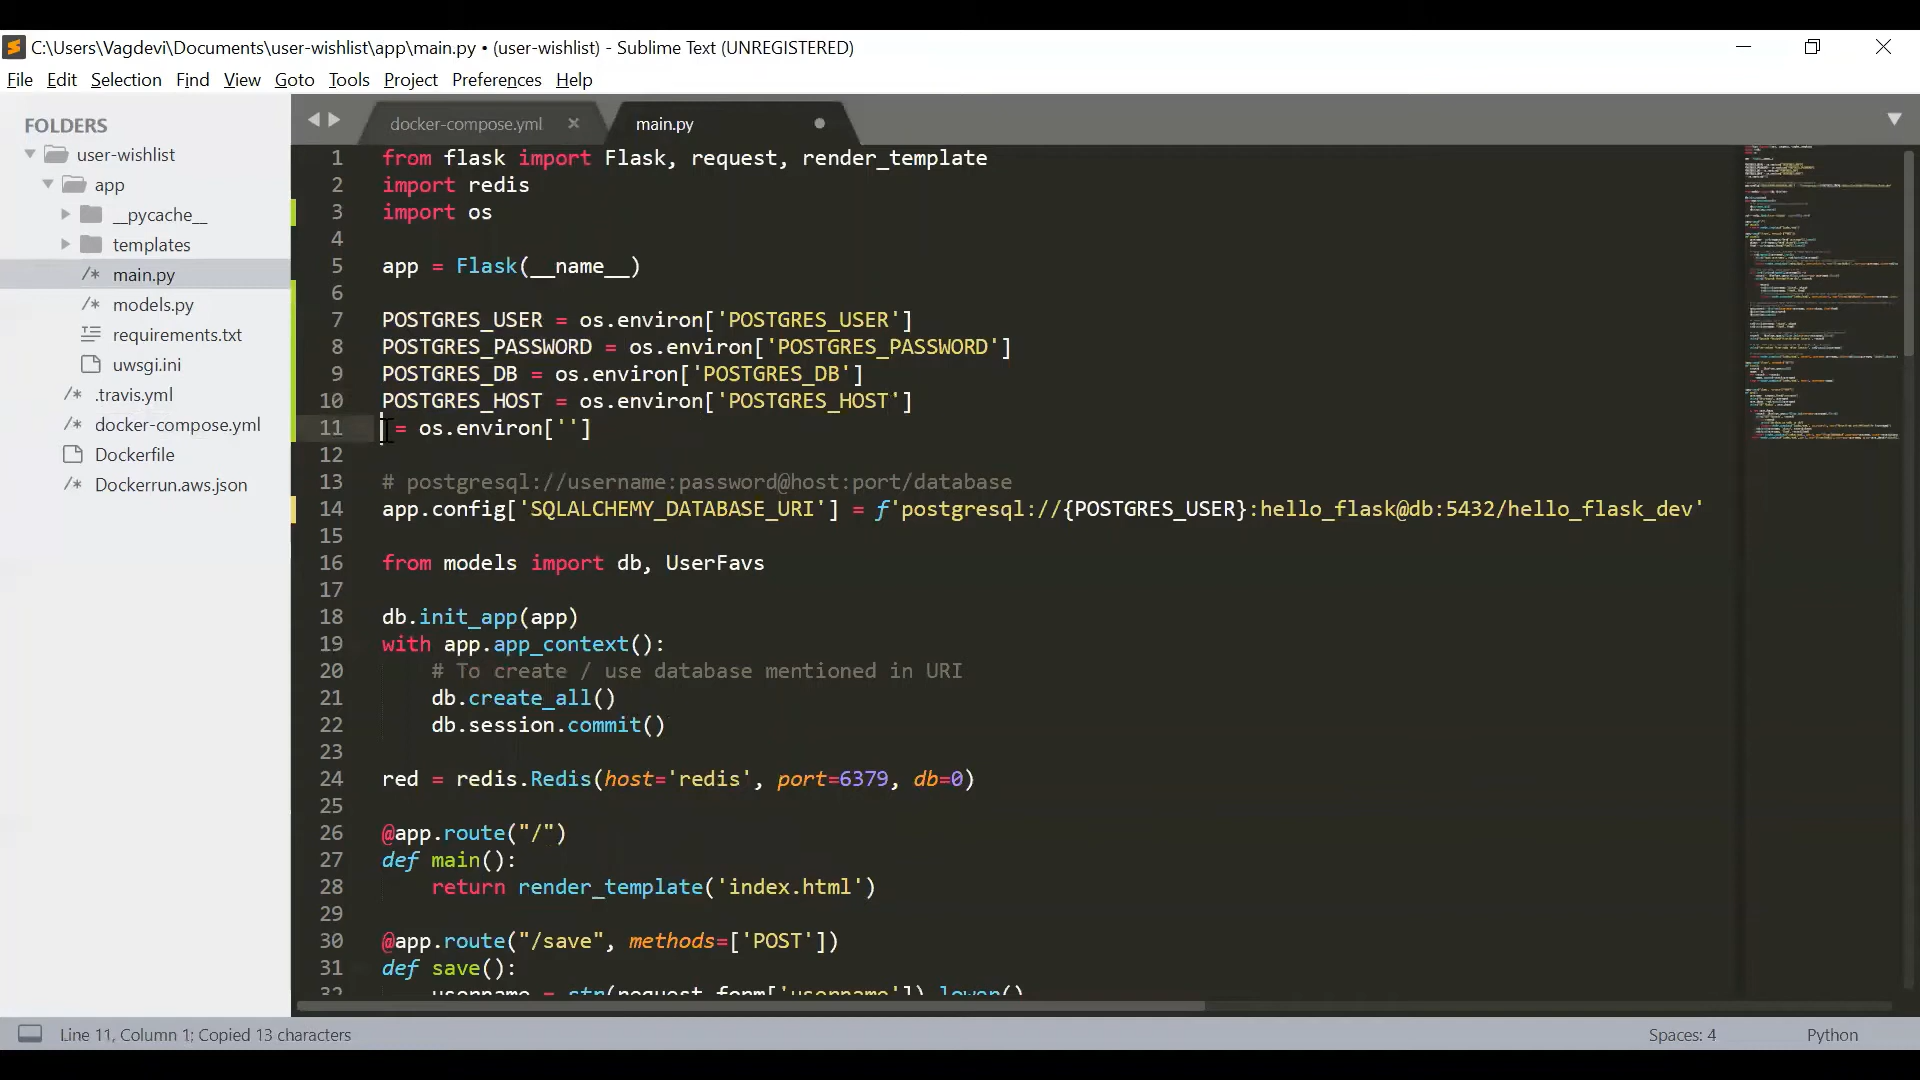 C:\Users\Vagdevi\Documents\user-wishlist\app\main.py • (user-wishlist) - Sublime Text (UNREGISTERED)
File Edit Selection Find View Goto Tools Project Preferences Help
FOLDERS
user-wishlist
app
__pycache__
templates
/* main.py
/* models.py
requirements.txt
uwsgi.ini
/* .travis.yml
/* docker-compose.yml
Dockerfile
/* Dockerrun.aws.json
docker-compose.yml × main.py
1 from flask import Flask, request, render_template
2 import redis
3 import os
4
5 app = Flask(__name__)
6
7 POSTGRES_USER = os.environ['POSTGRES_USER']
8 POSTGRES_PASSWORD = os.environ['POSTGRES_PASSWORD']
9 POSTGRES_DB = os.environ['POSTGRES_DB']
10 POSTGRES_HOST = os.environ['POSTGRES_HOST']
11 = os.environ['']
12
13 # postgresql://username:password@host:port/database
14 app.config['SQLALCHEMY_DATABASE_URI'] = f'postgresql://{POSTGRES_USER}:hello_flask@db:5432/hello_flask_dev'
15
16 from models import db, UserFavs
17
18 db.init_app(app)
19 with app.app_context():
20 # To create / use database mentioned in URI
21 db.create_all()
22 db.session.commit()
23
24 red = redis.Redis(host='redis', port=6379, db=0)
25
26 @app.route("/")
27 def main():
28 return render_template('index.html')
29
30 @app.route("/save", methods=['POST'])
31 def save():
32 username = str(request.form['username']).lower()
Line 11, Column 1; Copied 13 characters
Spaces: 4
Python